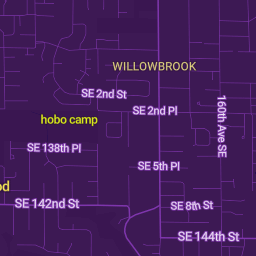 WILLOWBROOK
SE 2nd St
SE 2nd Pl
160th Ave SE
hobo camp
SE 138th Pl
SE 5th Pl
od
SE 142nd St
SE 8th St
SE 144th St